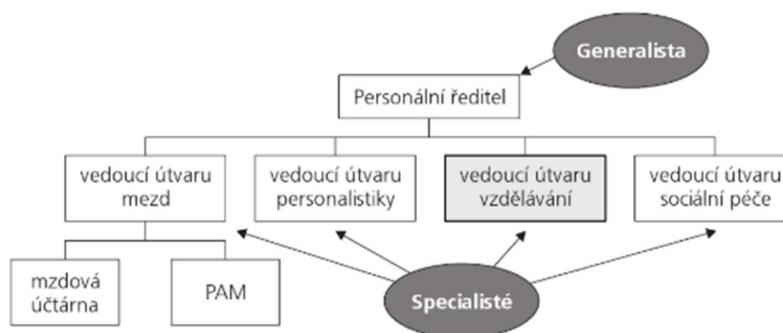 Generalista
Personální ředitel
vedoucí útvaru
mezd
vedoucí útvaru
personalistiky
vedoucí útvaru
vzdělávání
vedoucí útvaru
sociální péče
mzdová
účtárna
PAM
Specialisté